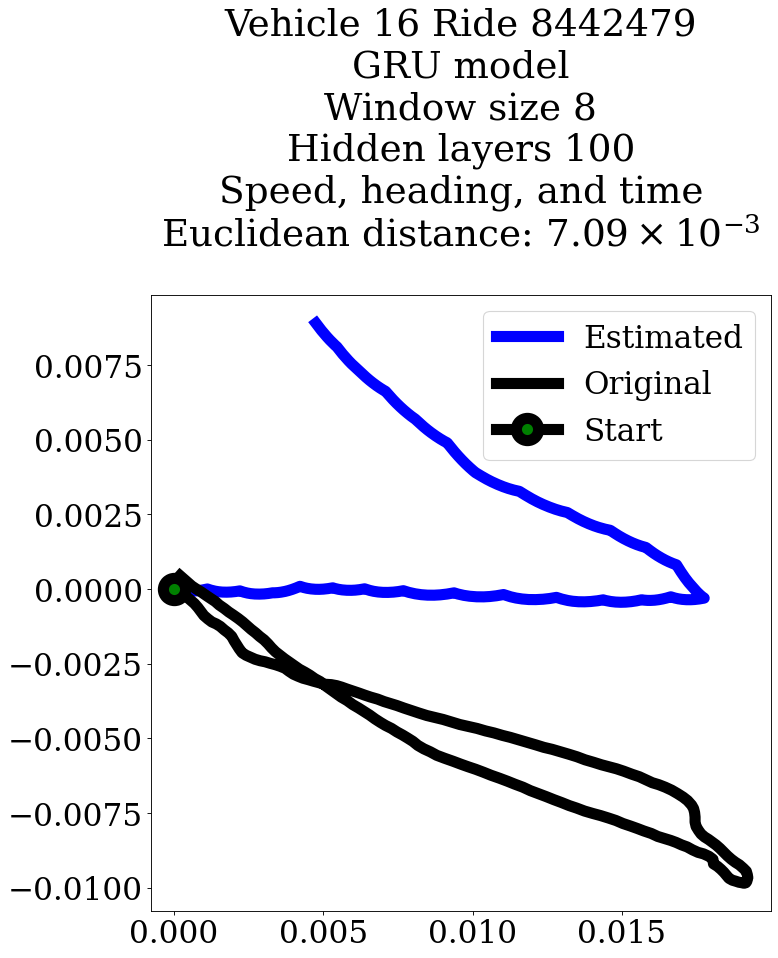 Vehicle 16 Ride 8442479
GRU model
Window size 8
Hidden layers 100
Speed, heading, and time
Euclidean distance: 7.09 × 10⁻³
Estimated
Original
Start
0.0075
0.0050
0.0025
0.0000
−0.0025
−0.0050
−0.0075
−0.0100
0.000 0.005 0.010 0.015